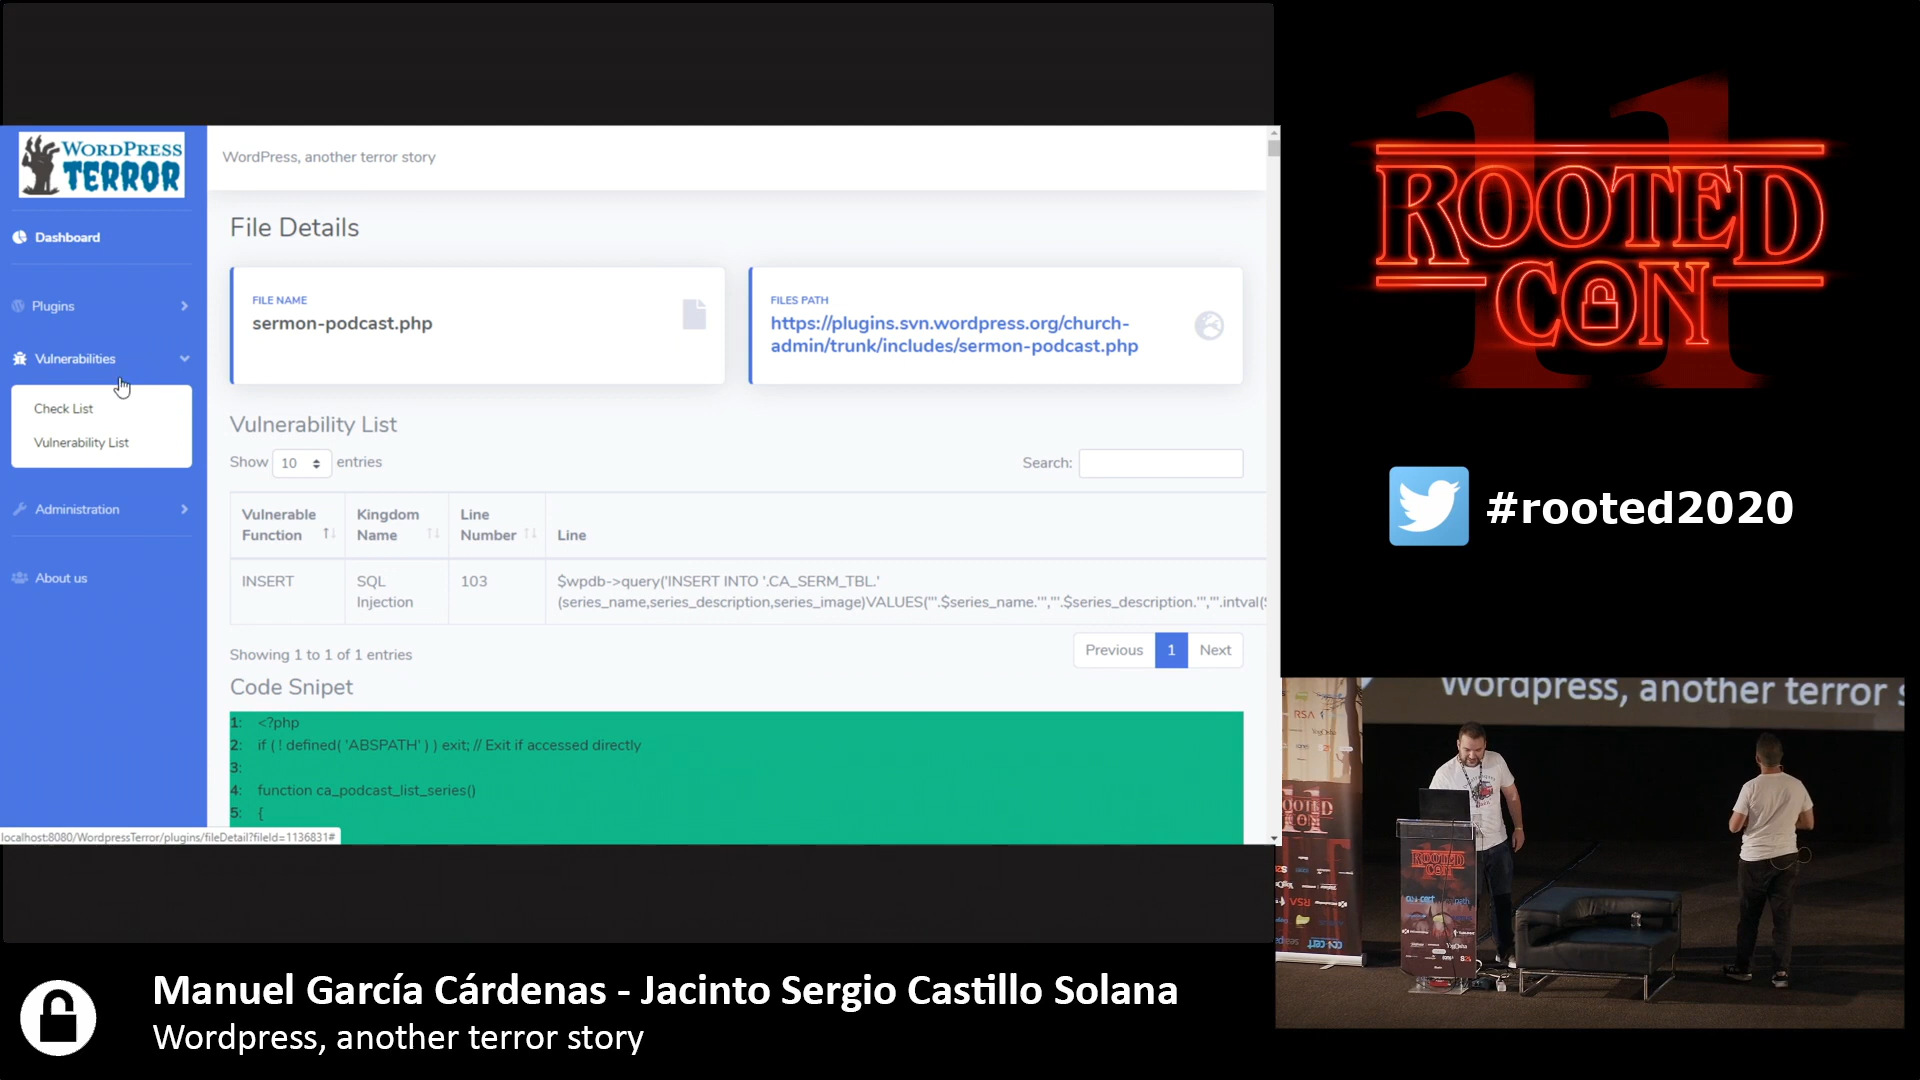 WORDPRESS
TERROR
WordPress, another terror story
Dashboard
Plugins
Vulnerabilities
Check List
Vulnerability List
Administration
About us
File Details
FILE NAME
sermon-podcast.php
FILES PATH
https://plugins.svn.wordpress.org/church-
admin/trunk/includes/sermon-podcast.php
Vulnerability List
Show 10 entries
Search:
Vulnerable Function
Kingdom Name
Line Number
Line
INSERT
SQL Injection
103
$wpdb->query('INSERT INTO '.CA_SERM_TBL.'
(series_name,series_description,series_image)VALUES("'.$series_name.'","'.$series_description.'","'.intval(
Showing 1 to 1 of 1 entries
Previous 1 Next
Code Snipet
1: <?php
2: if ( ! defined( 'ABSPATH' ) ) exit; // Exit if accessed directly
3:
4: function ca_podcast_list_series()
5: {
localhost:8080/WordpressTerror/plugins/fileDetail?fileId=1136831#
11
ROOTED
CON
#rooted2020
Wordpress, another terror s
RSA
ROOTED
CON
RSA
Manuel García Cárdenas - Jacinto Sergio Castillo Solana
Wordpress, another terror story